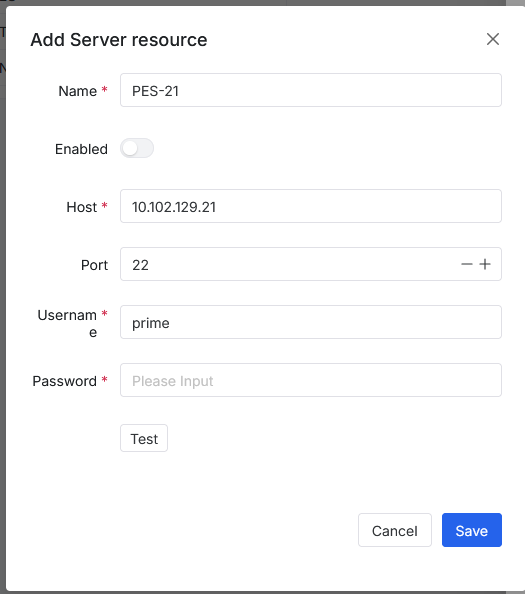 Add Server resource
Name *
PES-21
Enabled
Host *
10.102.129.21
Port
22
Usernam *
e
prime
Password *
Please Input
Test
Cancel
Save